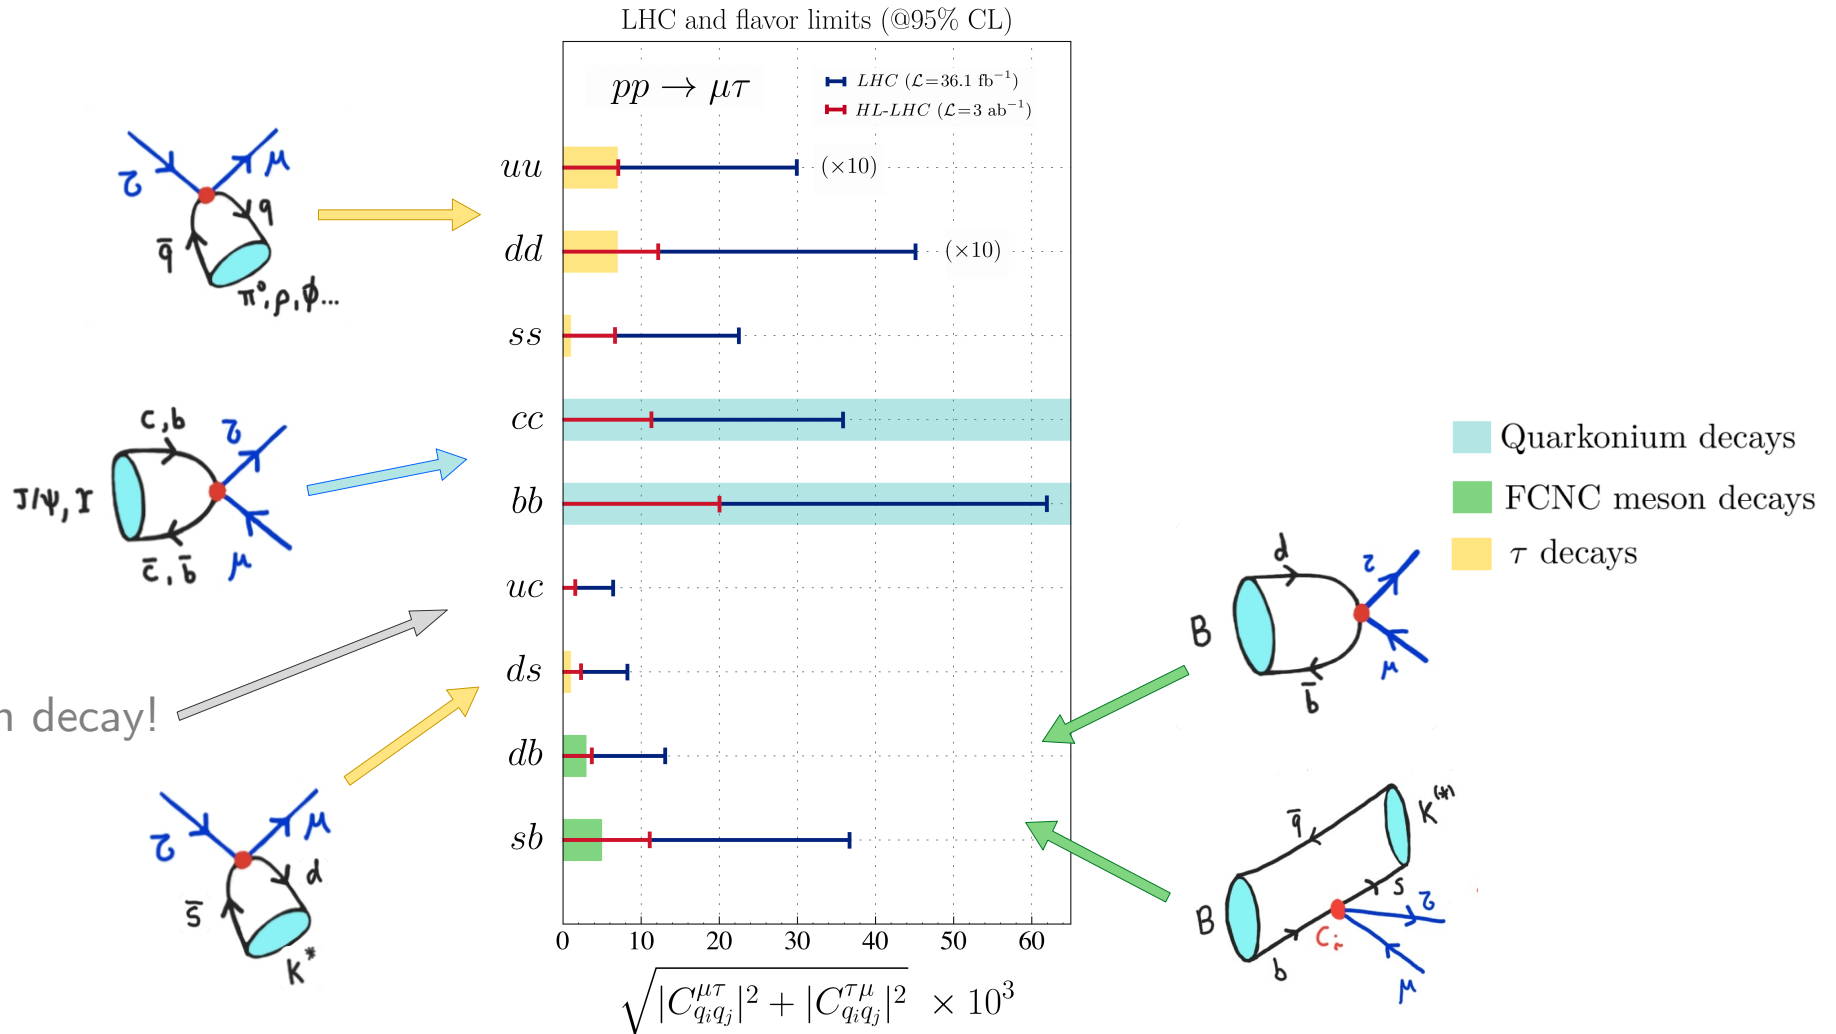 LHC and flavor limits (@95% CL)
pp → μτ
LHC (ℒ=36.1 fb⁻¹)
HL-LHC (ℒ=3 ab⁻¹)
uu
(×10)
dd
(×10)
ss
cc
bb
uc
ds
db
sb
0 10 20 30 40 50 60
√|C^{μτ}_{q_i q_j}|² + |C^{τμ}_{q_i q_j}|² × 10³
τ μ
q̄ q
π⁰, ρ, φ...
c, b
τ
J/ψ, Υ
c̄, b̄ μ
decay!
τ μ
s̄ d
K*
Quarkonium decays
FCNC meson decays
τ decays
d τ
B
b̄ μ
q̄ K^(*)
s τ
B
b μ